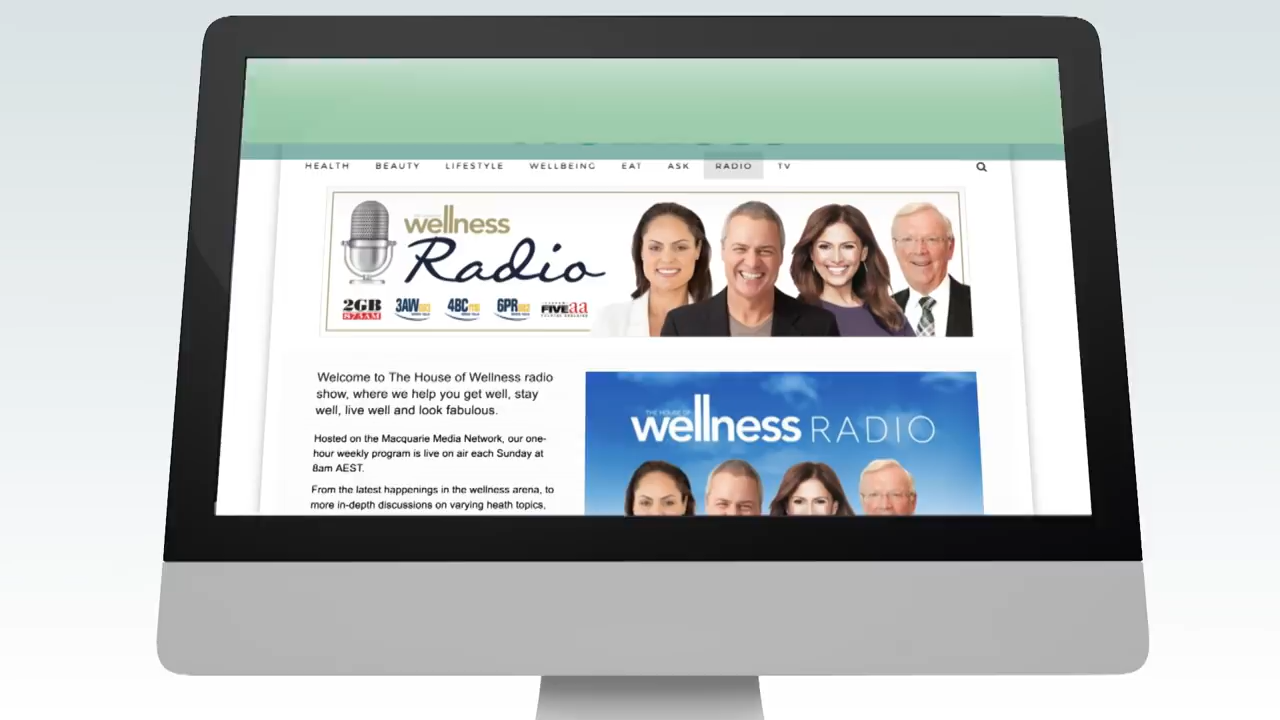 HEALTH BEAUTY LIFESTYLE WELLBEING EAT ASK RADIO TV
wellness
Radio
2GB 3AW 4BC 6PR FIVEaa
873AM
Welcome to The House of Wellness radio
show, where we help you get well, stay
well, live well and look fabulous.
Hosted on the Macquarie Media Network, our one-
hour weekly program is live on air each Sunday at
8am AEST.
From the latest happenings in the wellness arena, to
more in-depth discussions on varying heath topics,
THE HOUSE OF
wellness RADIO